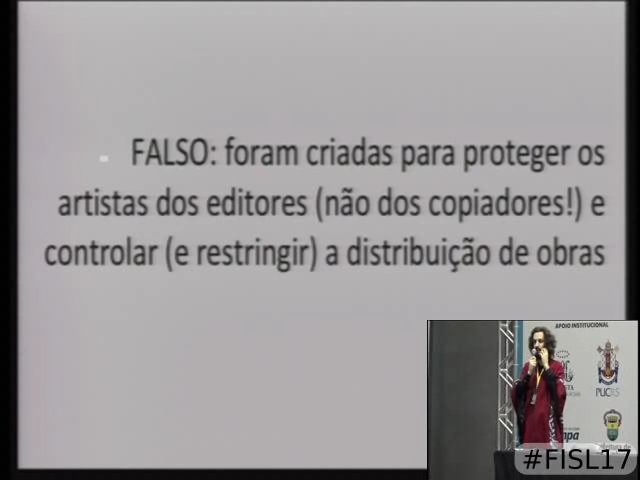 FALSO: foram criadas para proteger os
artistas dos editores (não dos copiadores!) e
controlar (e restringir) a distribuição de obras
APOIO INSTITUCIONAL
PUCRS
#FISL17